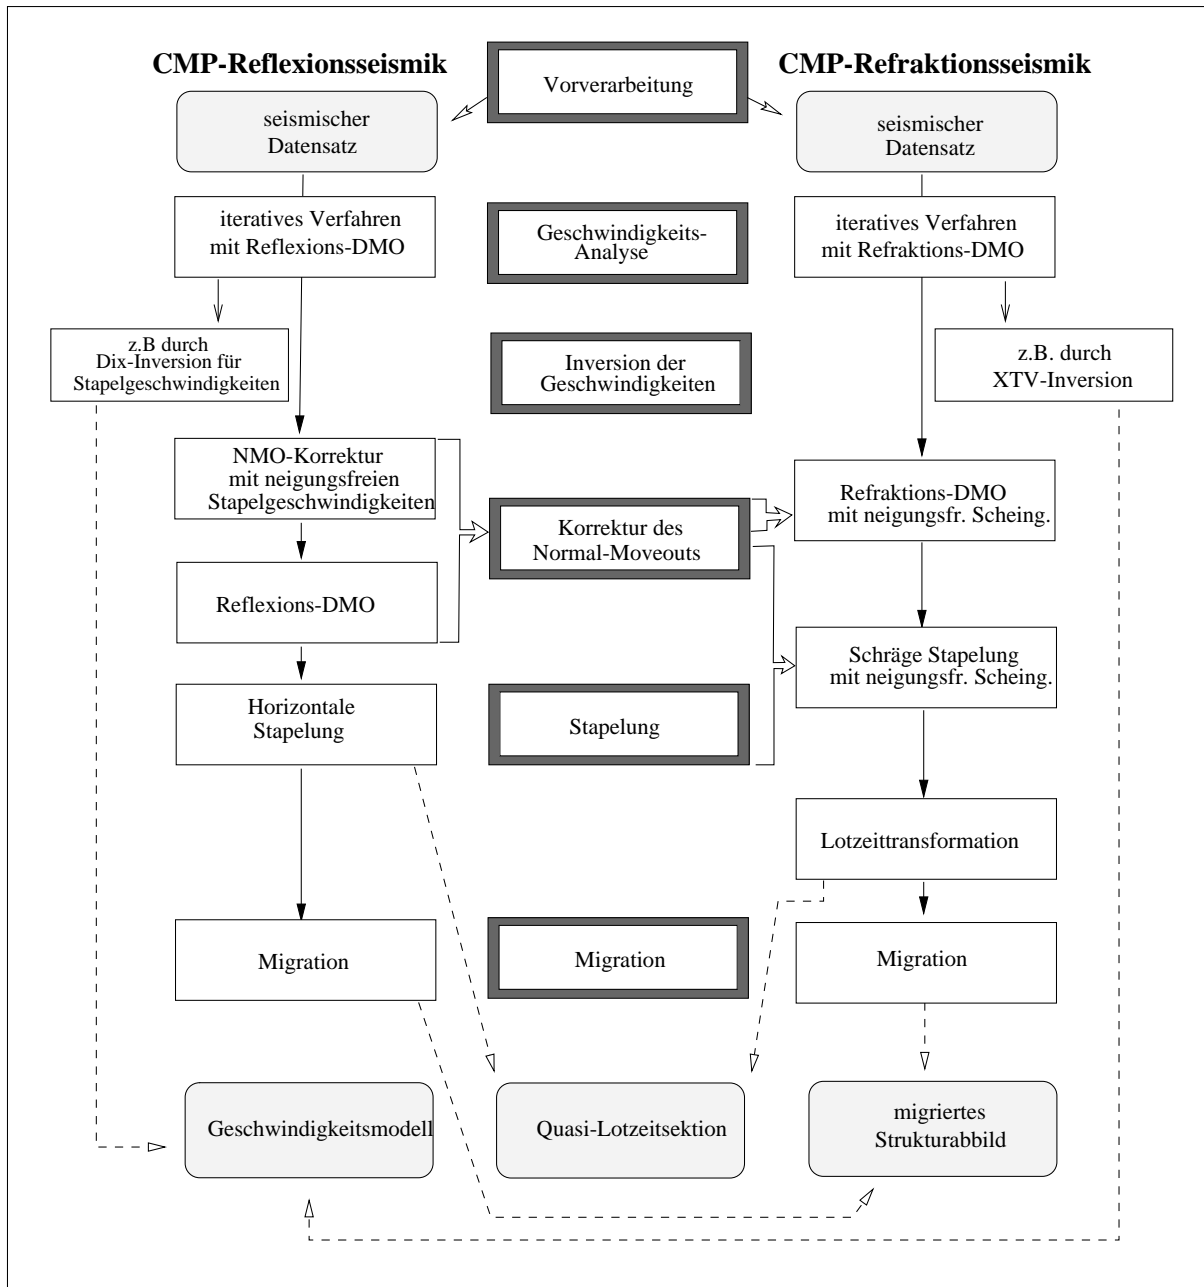 CMP-Reflexionsseismik
Vorverarbeitung
CMP-Refraktionsseismik
seismischer
Datensatz
seismischer
Datensatz
iteratives Verfahren
mit Reflexions-DMO
Geschwindigkeits-
Analyse
iteratives Verfahren
mit Refraktions-DMO
z.B durch
Dix-Inversion für
Stapelgeschwindigkeiten
Inversion der
Geschwindigkeiten
z.B. durch
XTV-Inversion
NMO-Korrektur
mit neigungsfreien
Stapelgeschwindigkeiten
Korrektur des
Normal-Moveouts
Refraktions-DMO
mit neigungsfr. Scheing.
Reflexions-DMO
Schräge Stapelung
mit neigungsfr. Scheing.
Horizontale
Stapelung
Stapelung
Lotzeittransformation
Migration
Migration
Migration
Geschwindigkeitsmodell
Quasi-Lotzeitsektion
migriertes
Strukturabbild